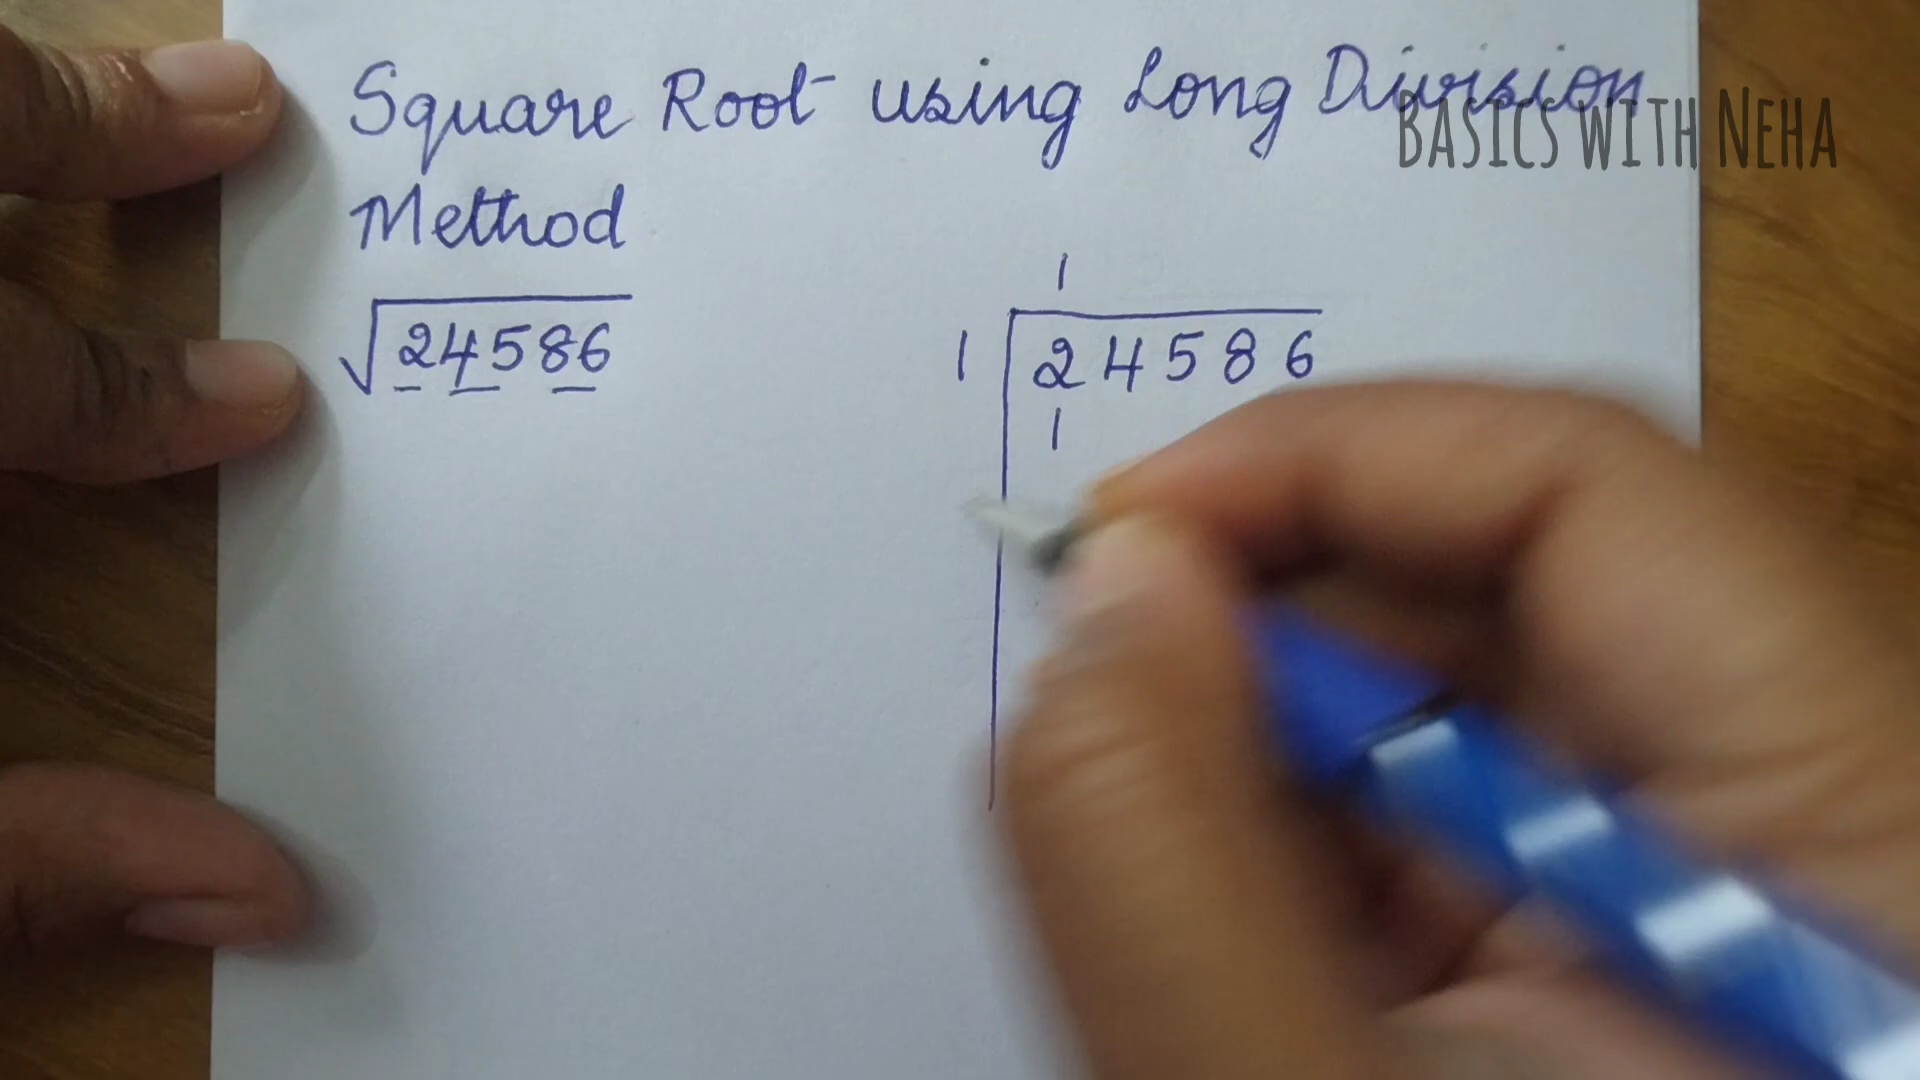 Square Root using Long Division
BASICS WITH NEHA
Method
√24586
1
1 24586
1